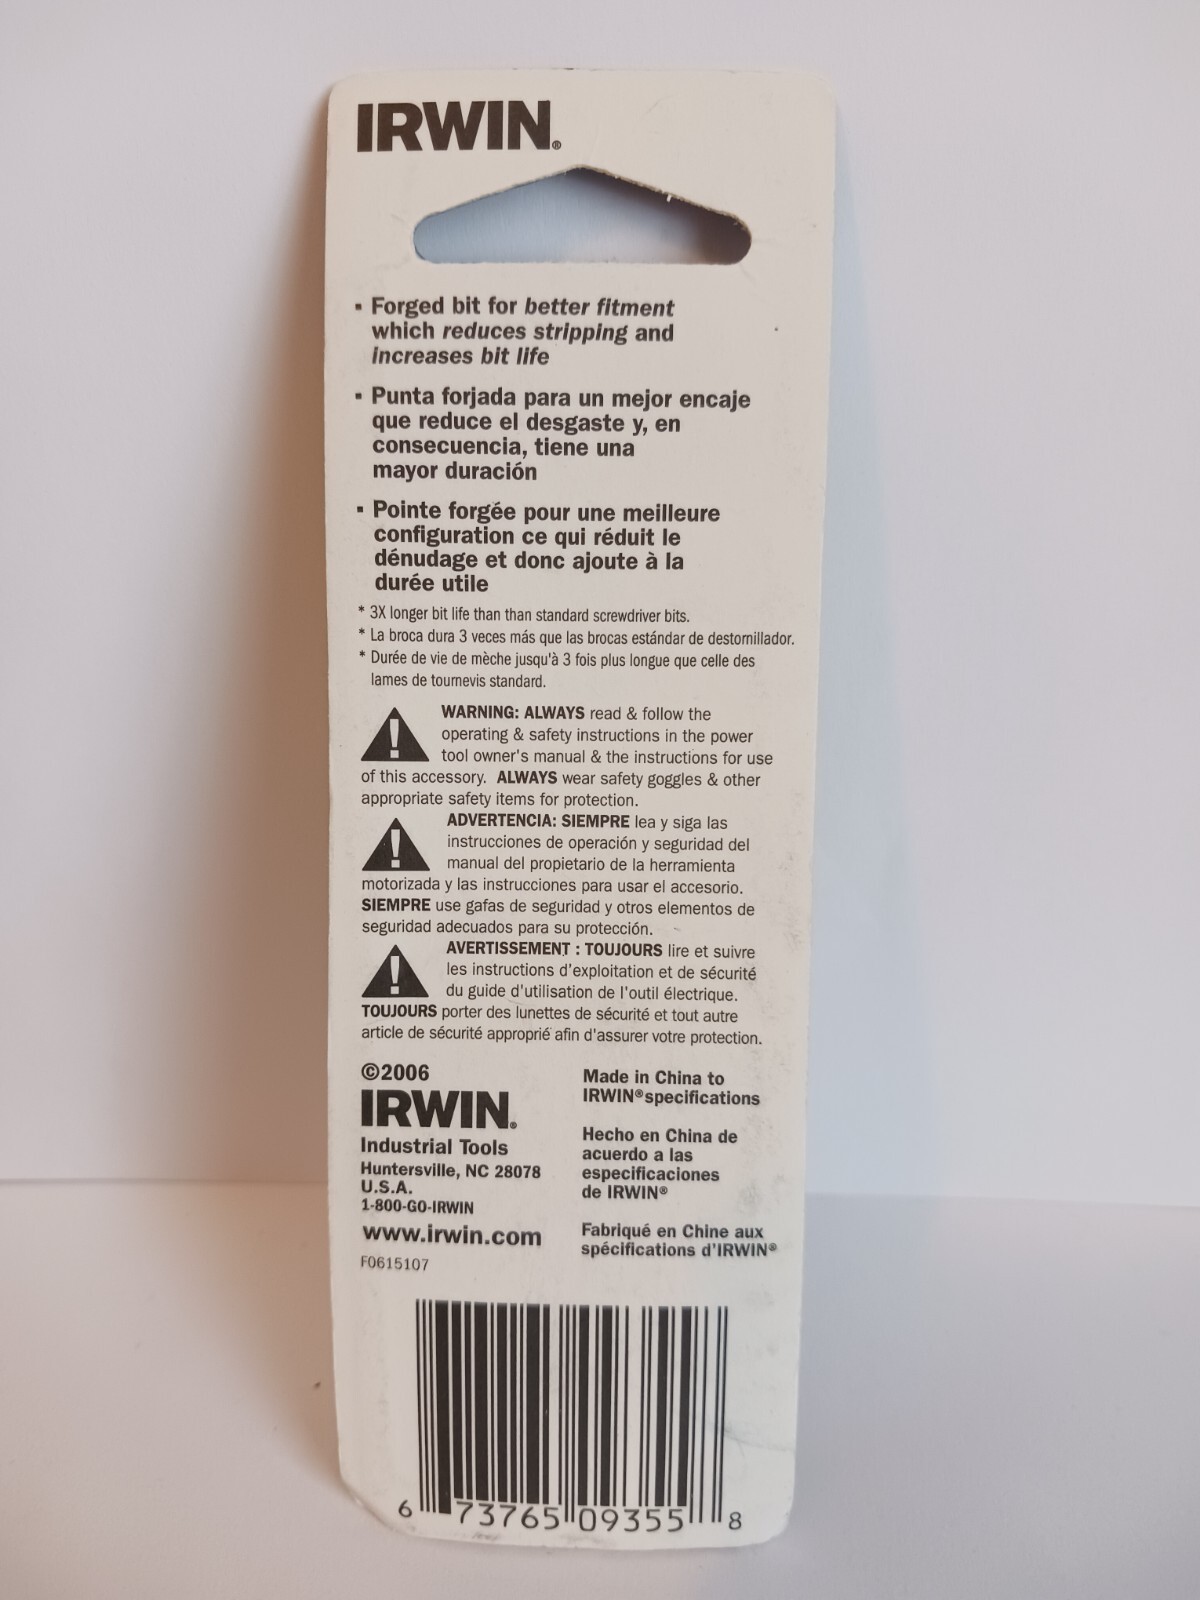 IRWIN®
▪ Forged bit for better fitment
which reduces stripping and
increases bit life
▪ Punta forjada para un mejor encaje
que reduce el desgaste y, en
consecuencia, tiene una
mayor duración
▪ Pointe forgée pour une meilleure
configuration ce qui réduit le
dénudage et donc ajoute à la
durée utile
* 3X longer bit life than than standard screwdriver bits.
* La broca dura 3 veces más que las brocas estándar de destornillador.
* Durée de vie de mèche jusqu'à 3 fois plus longue que celle des
lames de tournevis standard.
WARNING: ALWAYS read & follow the
operating & safety instructions in the power
tool owner's manual & the instructions for use
of this accessory. ALWAYS wear safety goggles & other
appropriate safety items for protection.
ADVERTENCIA: SIEMPRE lea y siga las
instrucciones de operación y seguridad del
manual del propietario de la herramienta
motorizada y las instrucciones para usar el accesorio.
SIEMPRE use gafas de seguridad y otros elementos de
seguridad adecuados para su protección.
AVERTISSEMENT : TOUJOURS lire et suivre
les instructions d'exploitation et de sécurité
du guide d'utilisation de l'outil électrique.
TOUJOURS porter des lunettes de sécurité et tout autre
article de sécurité approprié afin d'assurer votre protection.
©2006
IRWIN®
Industrial Tools
Huntersville, NC 28078
U.S.A.
1-800-GO-IRWIN
www.irwin.com
F0615107
Made in China to
IRWIN® specifications
Hecho en China de
acuerdo a las
especificaciones
de IRWIN®
Fabriqué en Chine aux
spécifications d'IRWIN®
6 73765 09355 8